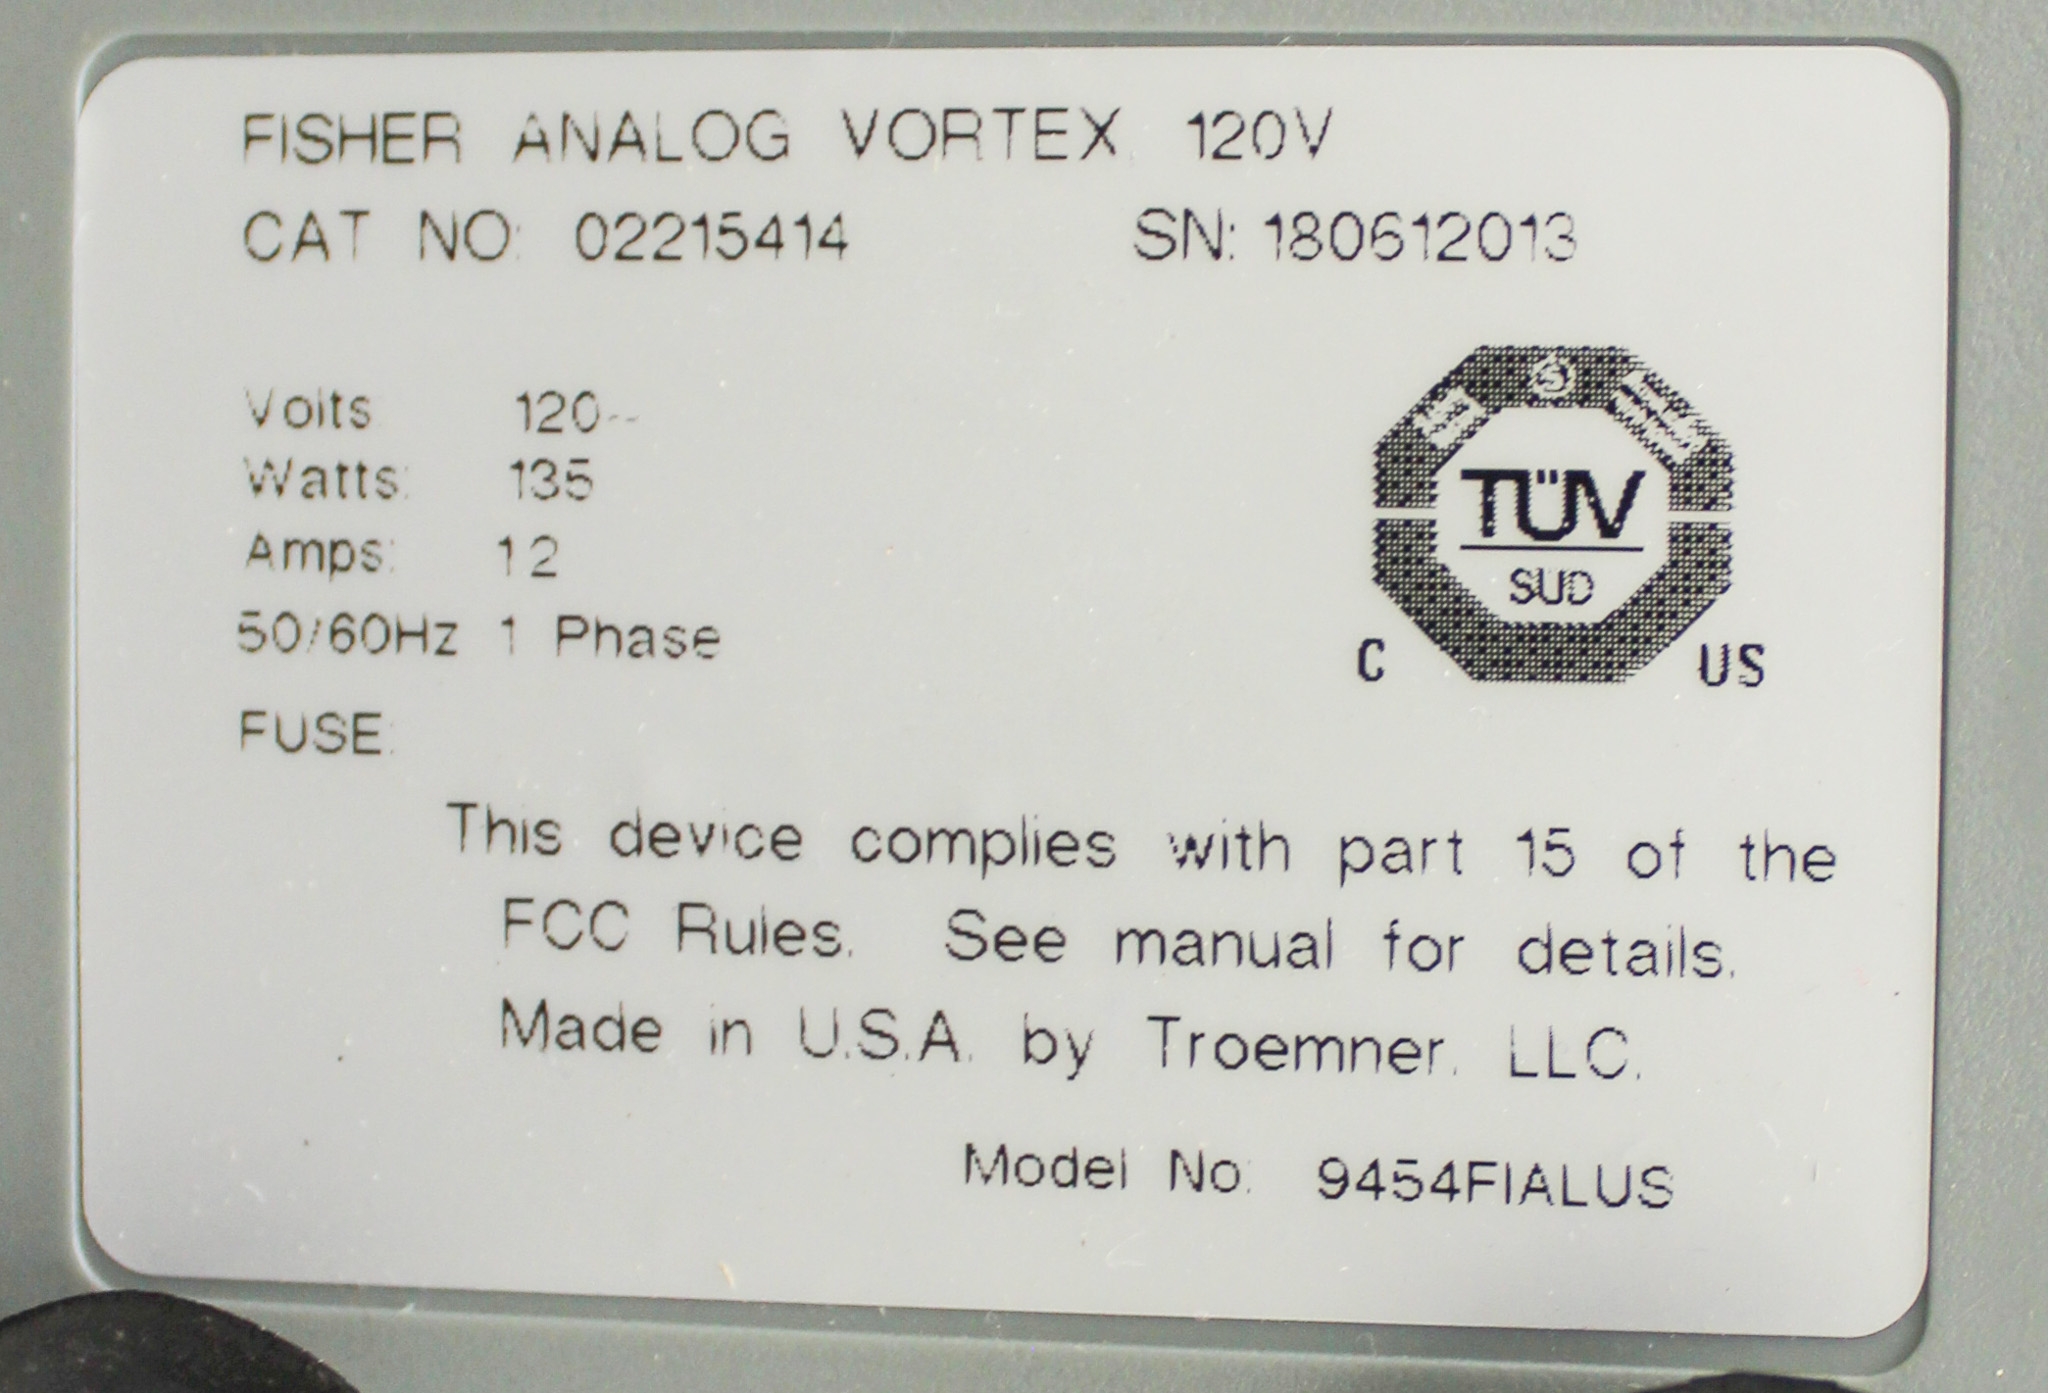 FISHER ANALOG VORTEX, 120V
CAT NO: 02215414 SN: 180612013
Volts: 120~
Watts: 135
Amps: 1.2
50/60Hz 1 Phase
FUSE:
TÜV
SUD
C US
This device complies with part 15 of the
FCC Rules. See manual for details.
Made in U.S.A. by Troemner, LLC.
Model No: 9454FIALUS